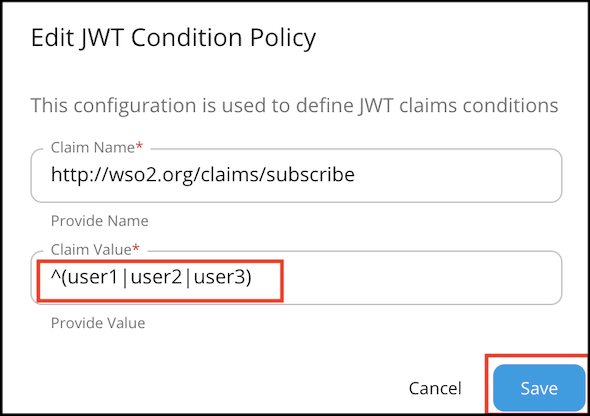 Edit JWT Condition Policy
This configuration is used to define JWT claims conditions
Claim Name*
http://wso2.org/claims/subscribe
Provide Name
Claim Value*
^(user1|user2|user3)
Provide Value
Cancel
Save